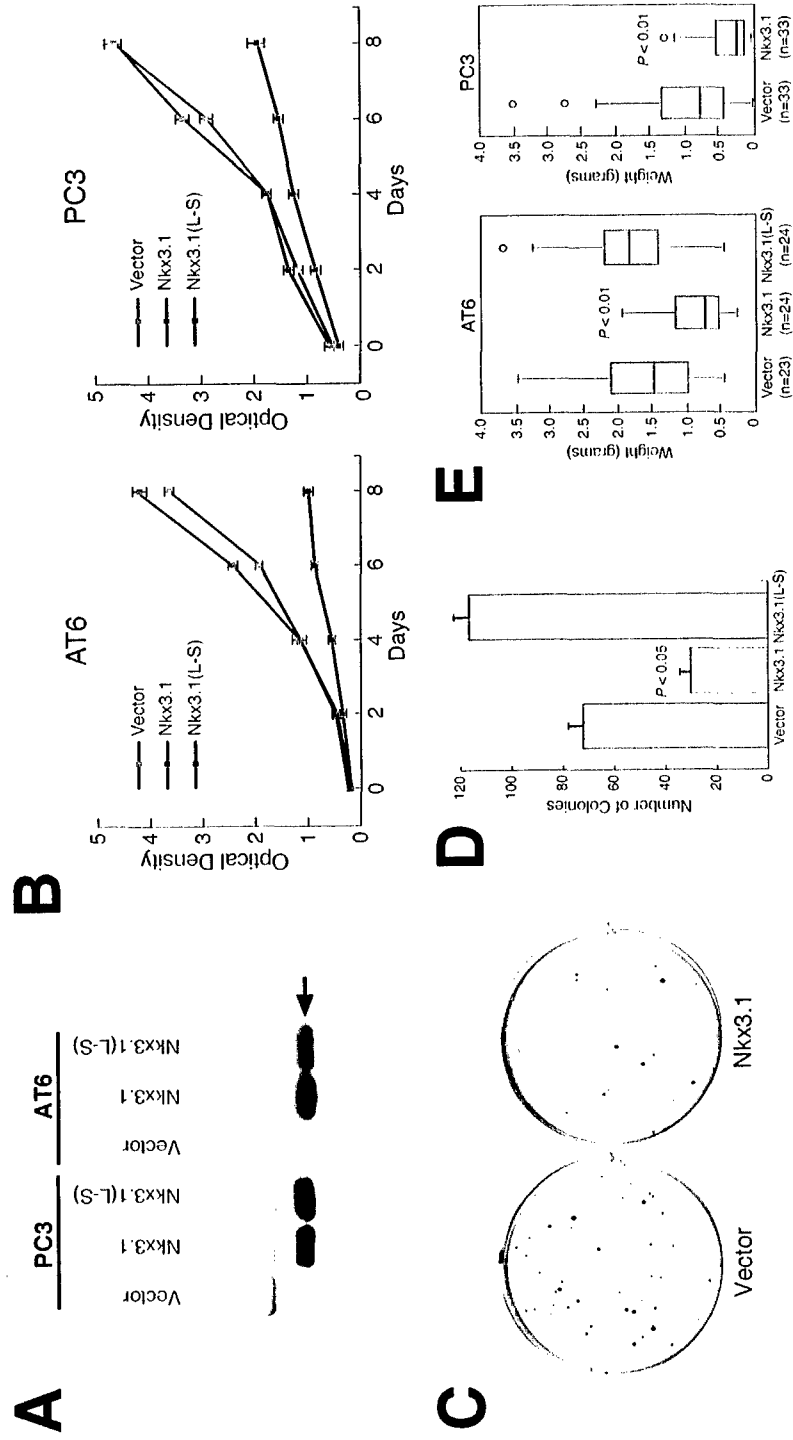 A
PC3
AT6
Vector
Nkx3.1
Nkx3.1(L-S)
Vector
Nkx3.1
Nkx3.1(L-S)
B
AT6
Optical Density
5
4
3
2
1
0
Vector
Nkx3.1
Nkx3.1(L-S)
0 2 4 6 8
Days
PC3
Optical Density
5
4
3
2
1
0
Vector
Nkx3.1
Nkx3.1(L-S)
0 2 4 6 8
Days
C
Vector
Nkx3.1
D
Number of Colonies
120
100
80
60
40
20
0
P < 0.05
Vector Nkx3.1 Nkx3.1(L-S)
E
AT6
Weight (grams)
4.0
3.5
3.0
2.5
2.0
1.5
1.0
0.5
0
P < 0.01
Vector Nkx3.1 Nkx3.1(L-S)
(n=23) (n=24) (n=24)
PC3
Weight (grams)
4.0
3.5
3.0
2.5
2.0
1.5
1.0
0.5
0
P < 0.01
Vector Nkx3.1
(n=33) (n=33)